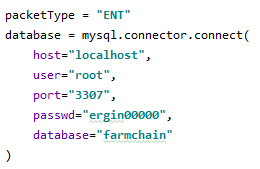 packetType = "ENT"
database = mysql.connector.connect(
    host="localhost",
    user="root",
    port="3307",
    passwd="ergin00000",
    database="farmchain"
)